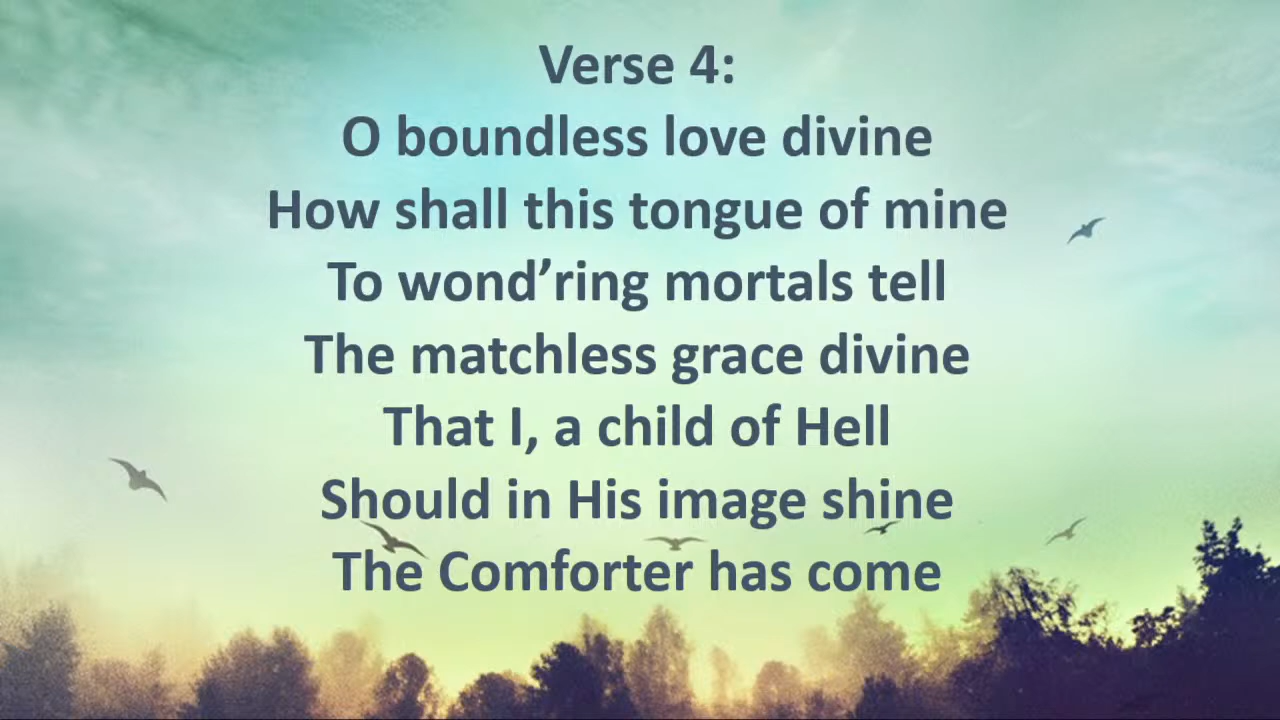 Verse 4:
O boundless love divine
How shall this tongue of mine
To wond’ring mortals tell
The matchless grace divine
That I, a child of Hell
Should in His image shine
The Comforter has come